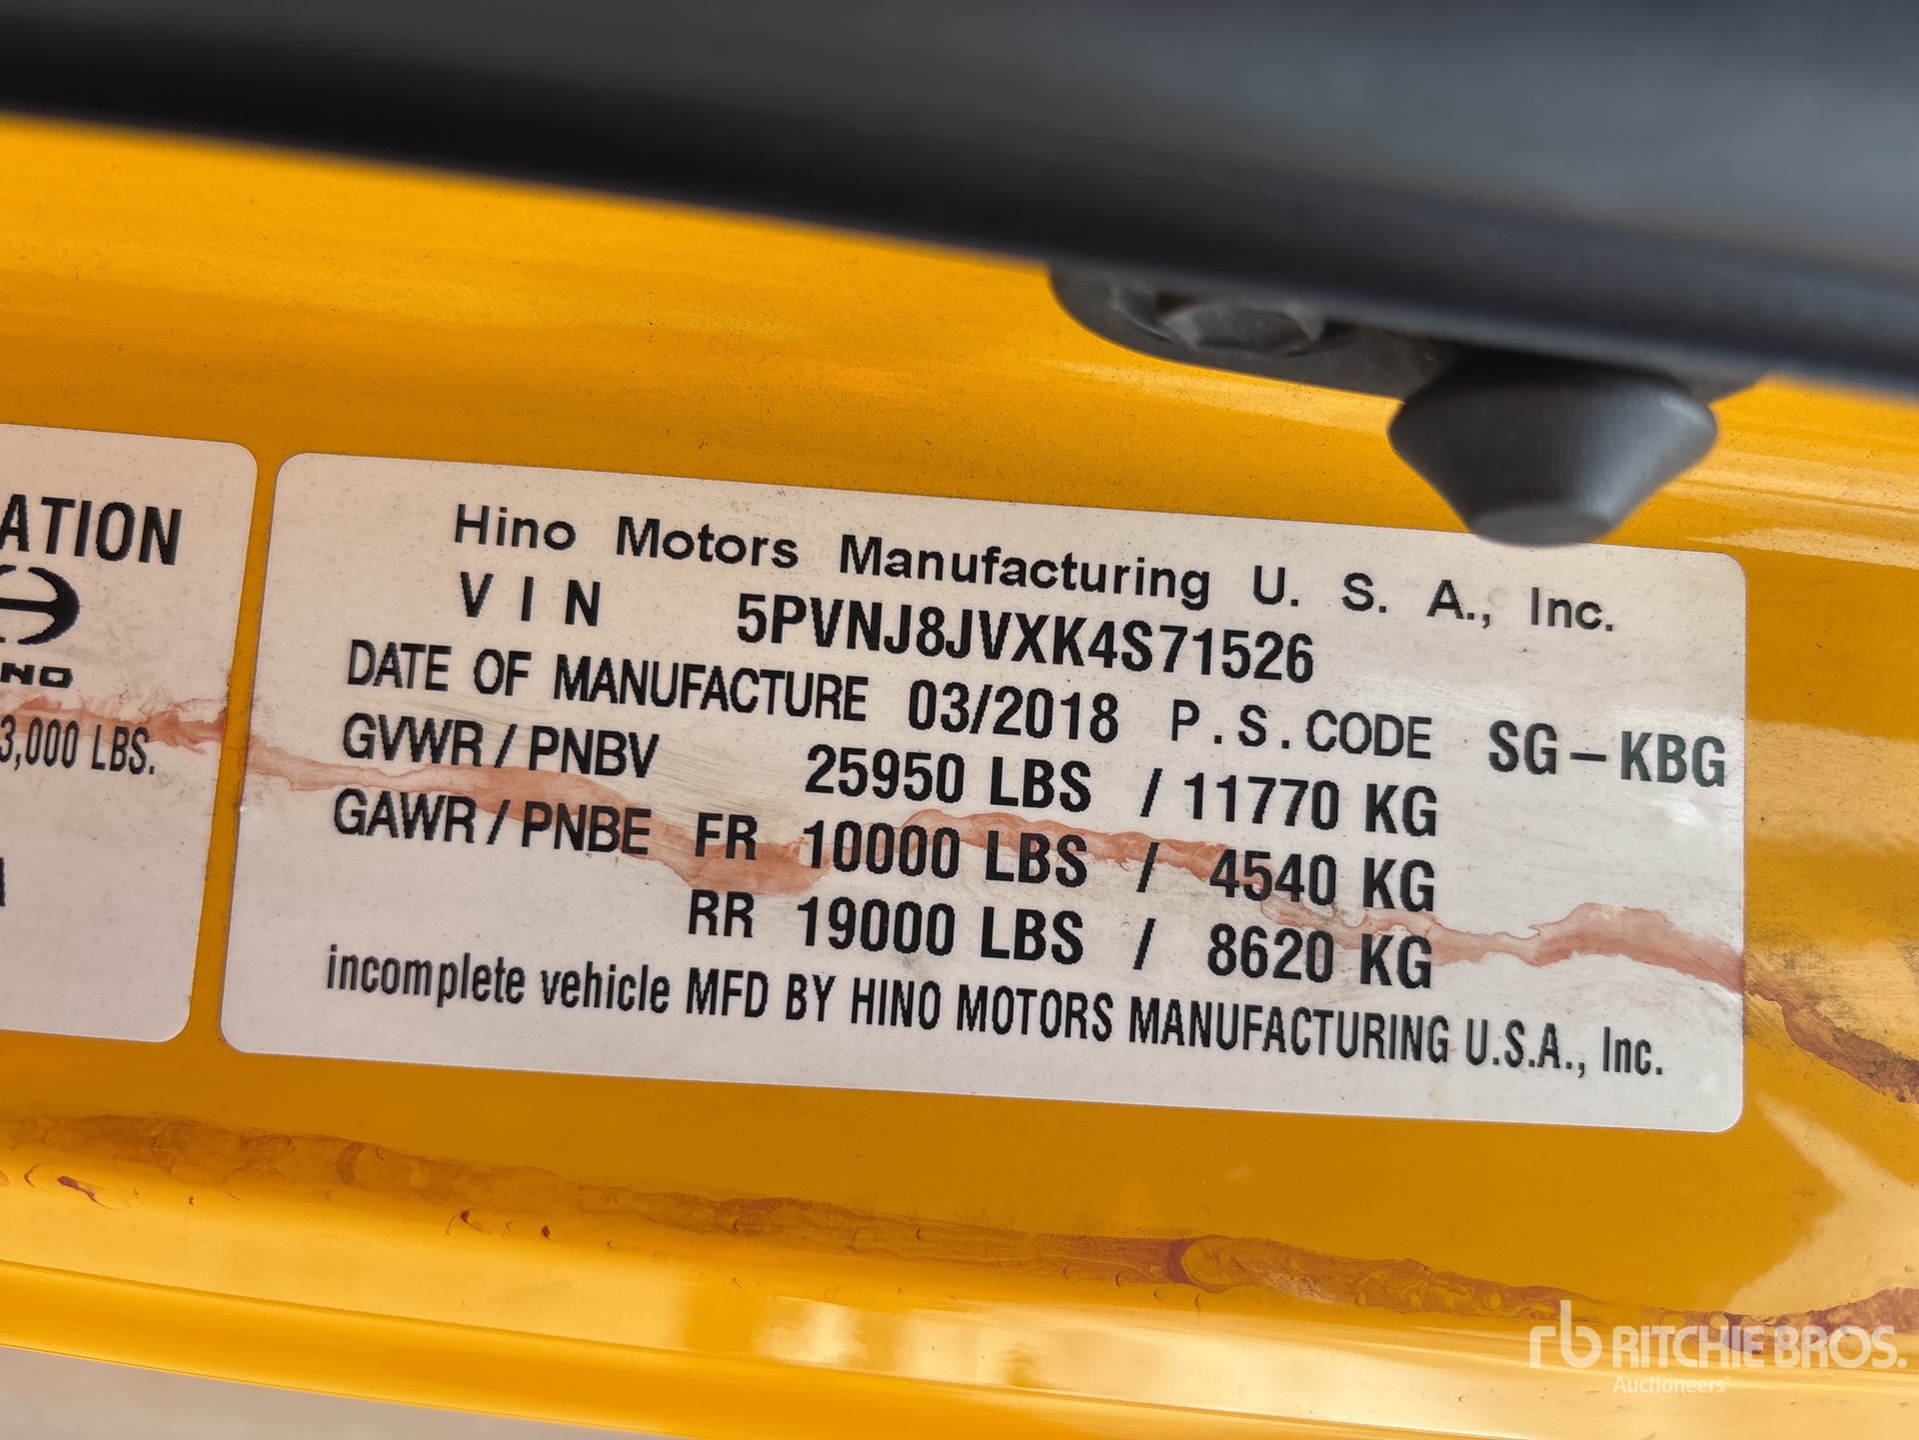 ATION
NO
3,000 LBS.
Hino Motors Manufacturing U. S. A., Inc.
VIN 5PVNJ8JVXK4S71526
DATE OF MANUFACTURE 03/2018 P.S.CODE SG-KBG
GVWR / PNBV 25950 LBS / 11770 KG
GAWR / PNBE FR 10000 LBS / 4540 KG
RR 19000 LBS / 8620 KG
incomplete vehicle MFD BY HINO MOTORS MANUFACTURING U.S.A., Inc.
rb RITCHIE BROS.
Auctioneers